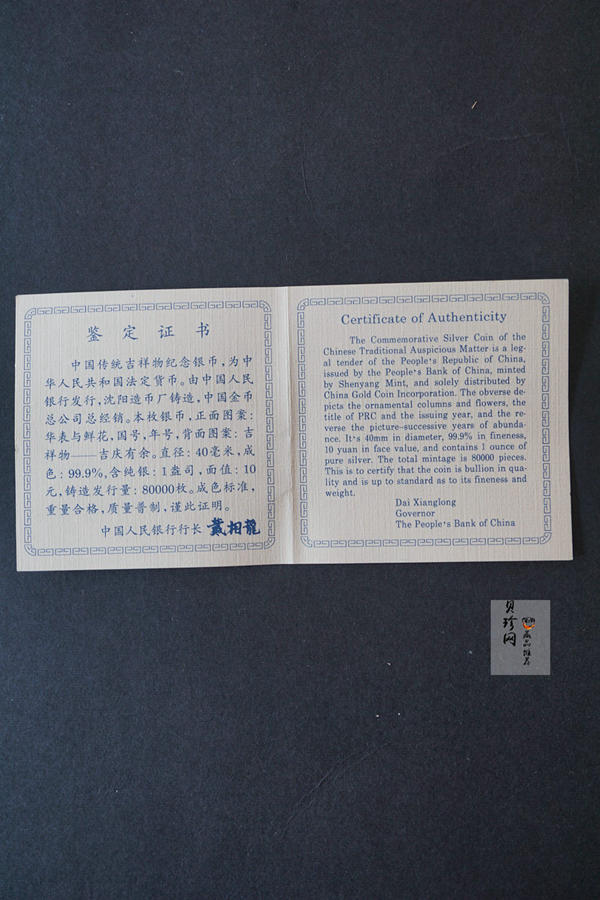 鉴定证书
中国传统吉祥物纪念银币，为中
华人民共和国法定货币。由中国人民
银行发行，沈阳造币厂铸造，中国金币
总公司总经销。本枚银币，正面图案：
华表与鲜花，国号，年号，背面图案：吉
祥物——吉庆有余。直径：40毫米，成
色：99.9%，含纯银：1盎司，面值：10
元，铸造发行量：80000枚。成色标准，
重量合格，质量普制，谨此证明。
中国人民银行行长 戴相龍
Certificate of Authenticity
The Commemorative Silver Coin of the
Chinese Traditional Auspicious Matter is a leg-
al tender of the People's Republic of China,
issued by the People's Bank of China, minted
by Shenyang Mint, and solely distributed by
China Gold Coin Incorporation. The obverse de-
picts the ornamental columns and flowers, the
title of PRC and the issuing year, and the re-
verse the picture-successive years of abunda-
nce. It's 40mm in diameter, 99.9% in fineness,
10 yuan in face value, and contains 1 ounce of
pure silver. The total mintage is 80000 pieces.
This is to certify that the coin is bullion in qua-
lity and is up to standard as to its fineness and
weight.
Dai Xianglong
Governor
The People's Bank of China
贝珍网
藏品推荐